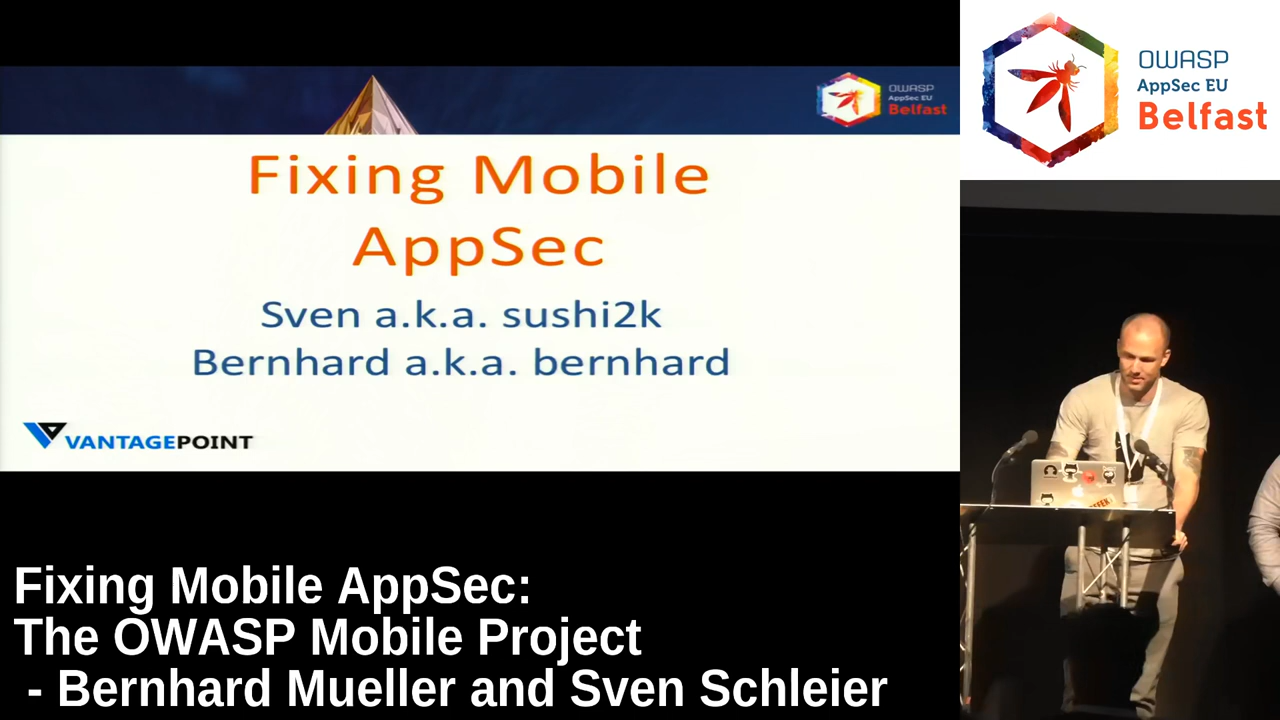 OWASP
AppSec EU
Belfast
Fixing Mobile
AppSec
Sven a.k.a. sushi2k
Bernhard a.k.a. bernhard
VANTAGEPOINT
OWASP
AppSec EU
Belfast
Fixing Mobile AppSec:
The OWASP Mobile Project
- Bernhard Mueller and Sven Schleier